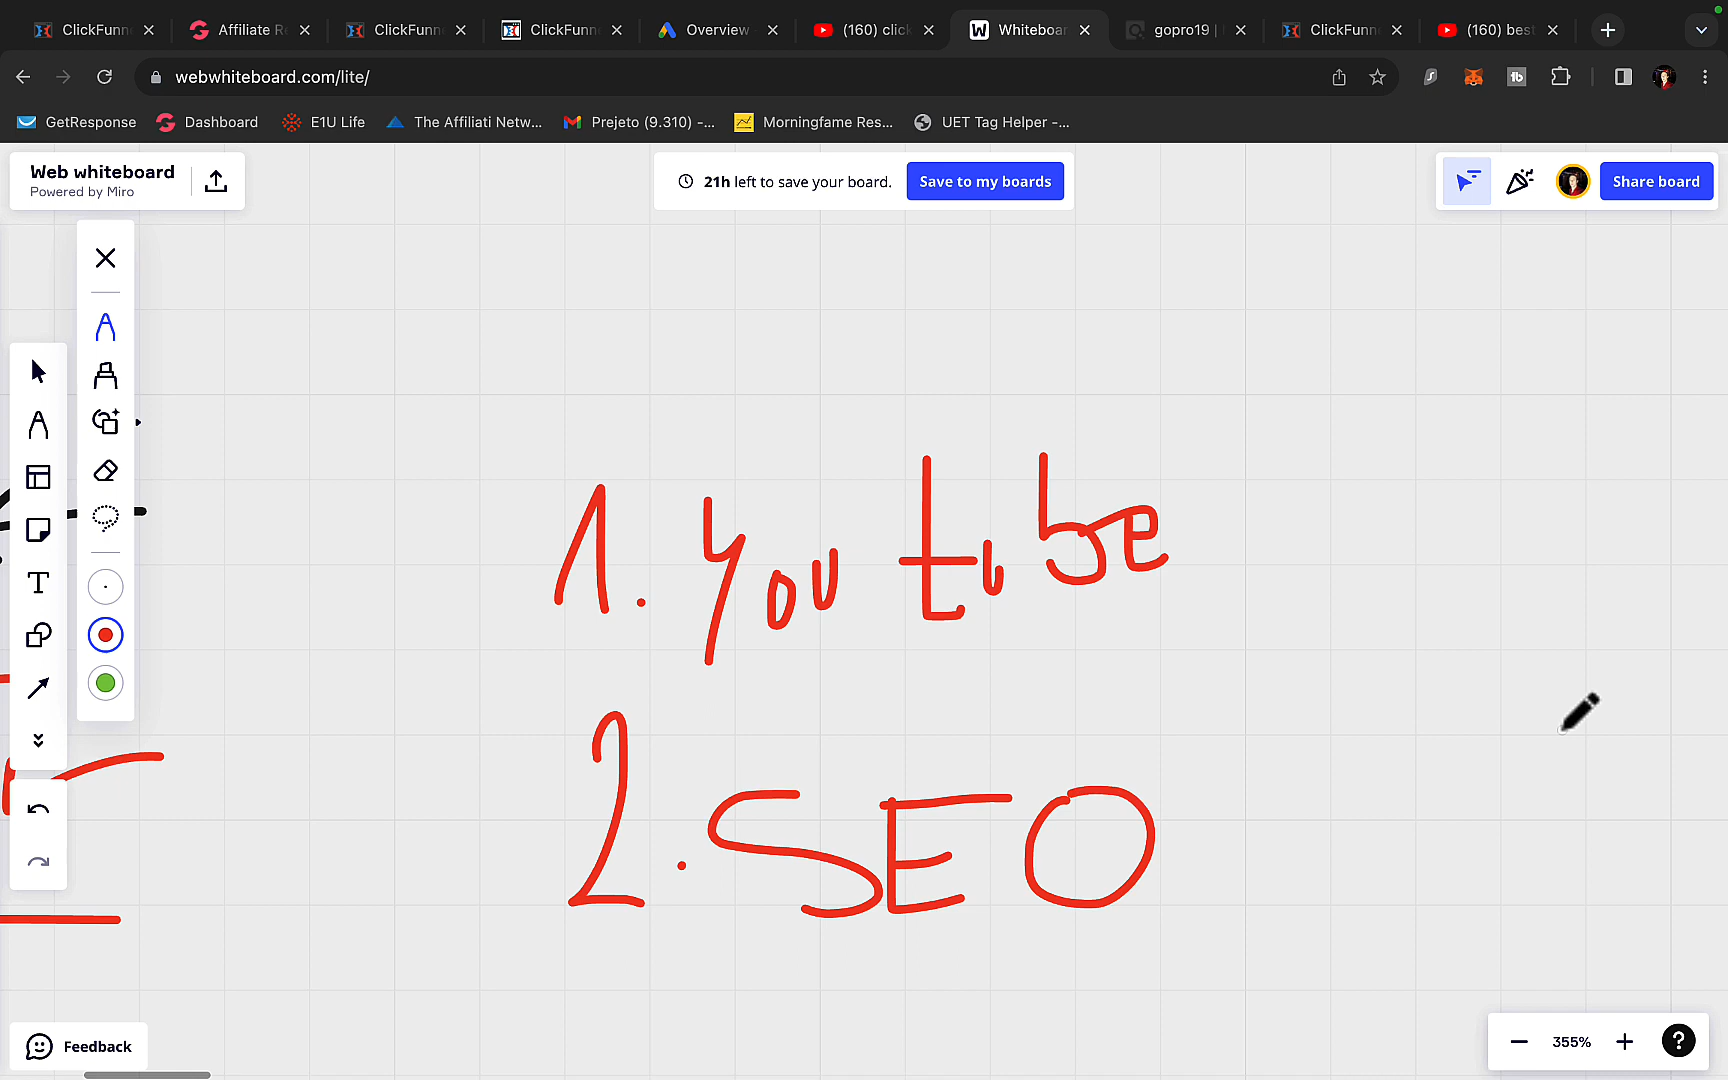 ClickFunn
Affiliate Re
ClickFunn
ClickFunn
Overview -
(160) click
Whiteboar
gopro19 |
ClickFunn
(160) best
webwhiteboard.com/lite/
GetResponse
Dashboard
E1U Life
The Affiliati Netw...
Prejeto (9.310) -...
Morningfame Res...
UET Tag Helper -...
Web whiteboard
Powered by Miro
21h left to save your board.
Save to my boards
Share board
1. youtube
2. SEO
Feedback
355%